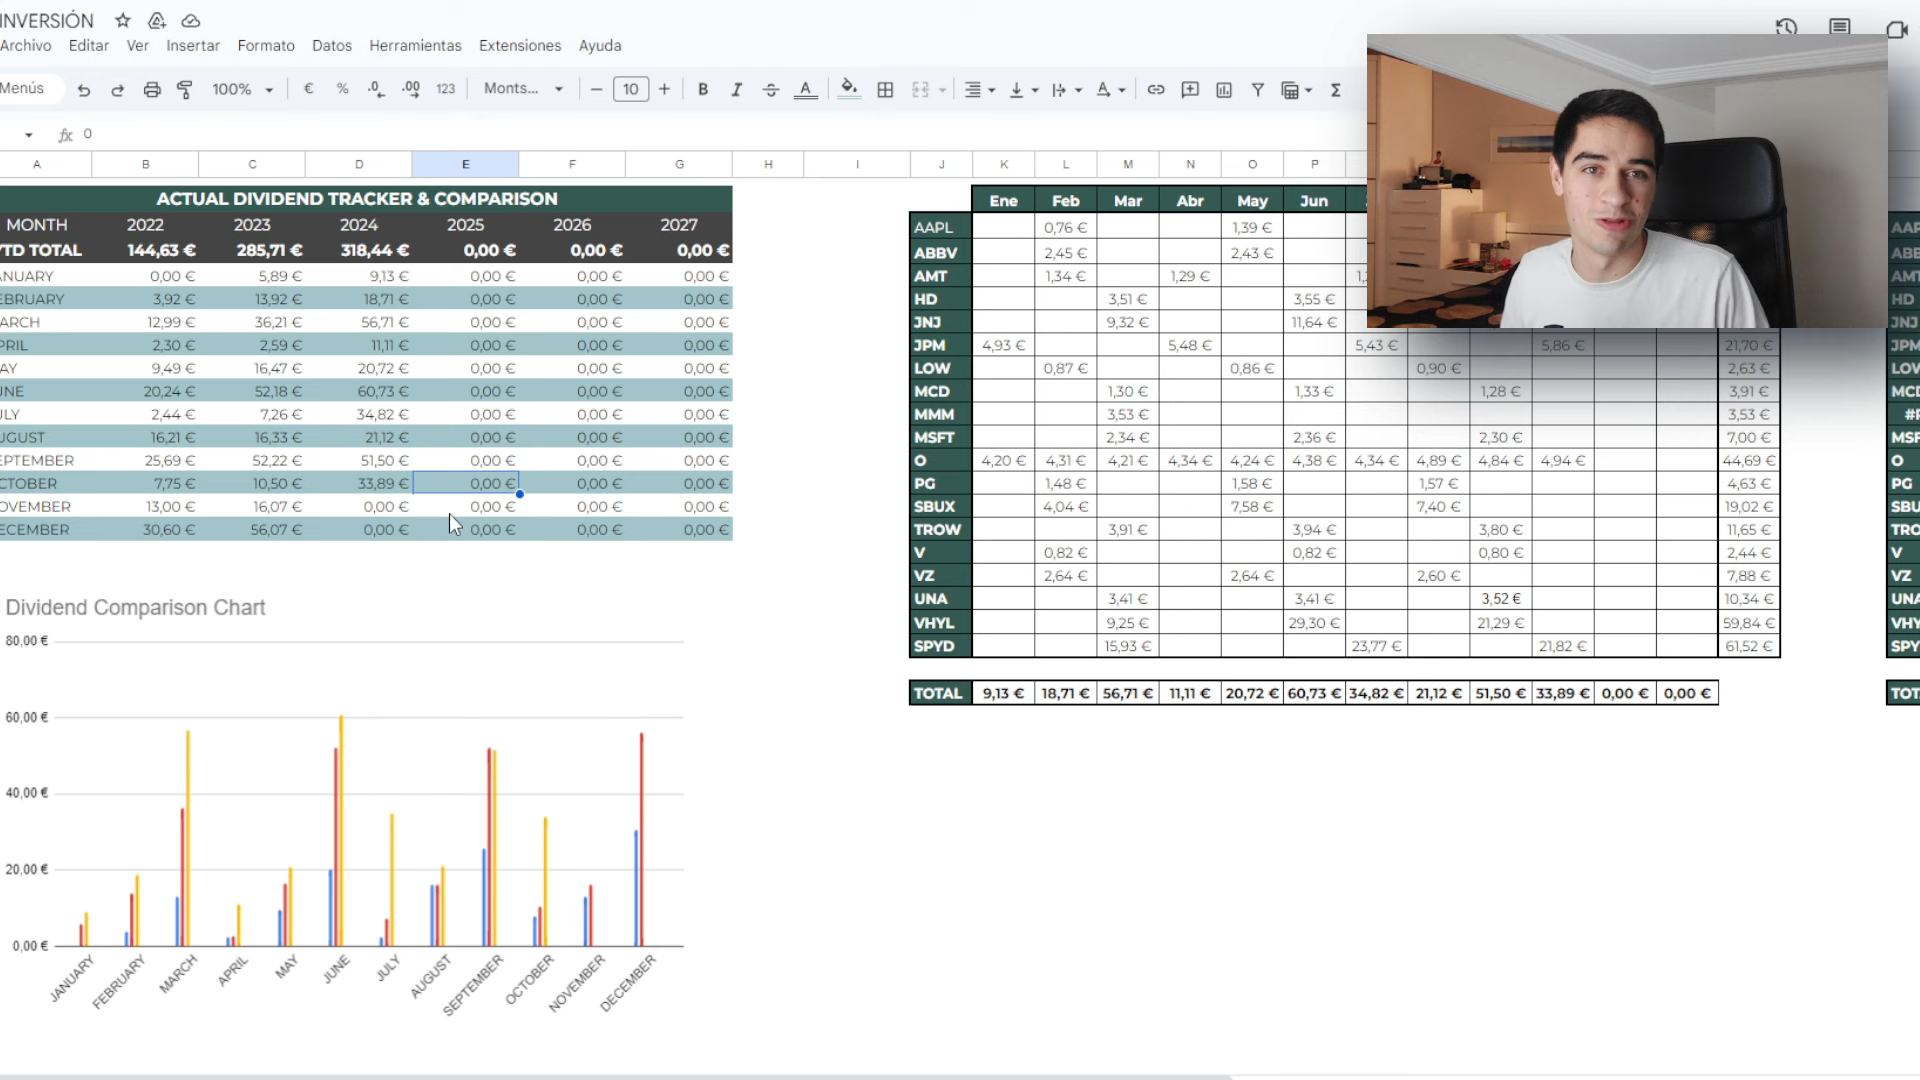 INVERSIÓN
Archivo Editar Ver Insertar Formato Datos Herramientas Extensiones Ayuda
Menús 100% € % .0 .00 123 Monts... − 10 + B I S A Σ
fx 0
A B C D E F G H I J K L M N O P
ACTUAL DIVIDEND TRACKER & COMPARISON
MONTH 2022 2023 2024 2025 2026 2027
YTD TOTAL 144,63 € 285,71 € 318,44 € 0,00 € 0,00 € 0,00 €
ANUARY 0,00 € 5,89 € 9,13 € 0,00 € 0,00 € 0,00 €
EBRUARY 3,92 € 13,92 € 18,71 € 0,00 € 0,00 € 0,00 €
ARCH 12,99 € 36,21 € 56,71 € 0,00 € 0,00 € 0,00 €
PRIL 2,30 € 2,59 € 11,11 € 0,00 € 0,00 € 0,00 €
AY 9,49 € 16,47 € 20,72 € 0,00 € 0,00 € 0,00 €
UNE 20,24 € 52,18 € 60,73 € 0,00 € 0,00 € 0,00 €
ULY 2,44 € 7,26 € 34,82 € 0,00 € 0,00 € 0,00 €
UGUST 16,21 € 16,33 € 21,12 € 0,00 € 0,00 € 0,00 €
EPTEMBER 25,69 € 52,22 € 51,50 € 0,00 € 0,00 € 0,00 €
CTOBER 7,75 € 10,50 € 33,89 € 0,00 € 0,00 € 0,00 €
OVEMBER 13,00 € 16,07 € 0,00 € 0,00 € 0,00 € 0,00 €
ECEMBER 30,60 € 56,07 € 0,00 € 0,00 € 0,00 € 0,00 €
Dividend Comparison Chart
80,00 €
60,00 €
40,00 €
20,00 €
0,00 €
JANUARY FEBRUARY MARCH APRIL MAY JUNE JULY AUGUST SEPTEMBER OCTOBER NOVEMBER DECEMBER
Ene Feb Mar Abr May Jun
AAPL 0,76 € 1,39 €
ABBV 2,45 € 2,43 €
AMT 1,34 € 1,29 €
HD 3,51 € 3,55 €
JNJ 9,32 € 11,64 €
JPM 4,93 € 5,48 € 5,43 € 5,86 € 21,70 €
LOW 0,87 € 0,86 € 0,90 € 2,63 €
MCD 1,30 € 1,33 € 1,28 € 3,91 €
MMM 3,53 € 3,53 €
MSFT 2,34 € 2,36 € 2,30 € 7,00 €
O 4,20 € 4,31 € 4,21 € 4,34 € 4,24 € 4,38 € 4,34 € 4,89 € 4,84 € 4,94 € 44,69 €
PG 1,48 € 1,58 € 1,57 € 4,63 €
SBUX 4,04 € 7,58 € 7,40 € 19,02 €
TROW 3,91 € 3,94 € 3,80 € 11,65 €
V 0,82 € 0,82 € 0,80 € 2,44 €
VZ 2,64 € 2,64 € 2,60 € 7,88 €
UNA 3,41 € 3,41 € 3,52 € 10,34 €
VHYL 9,25 € 29,30 € 21,29 € 59,84 €
SPYD 15,93 € 23,77 € 21,82 € 61,52 €
TOTAL 9,13 € 18,71 € 56,71 € 11,11 € 20,72 € 60,73 € 34,82 € 21,12 € 51,50 € 33,89 € 0,00 € 0,00 €
AAP
ABB
AMT
HD
JNJ
JPM
LOW
MCD
MSF
O
PG
SBU
TRO
V
VZ
UNA
VHY
SPY
TOT